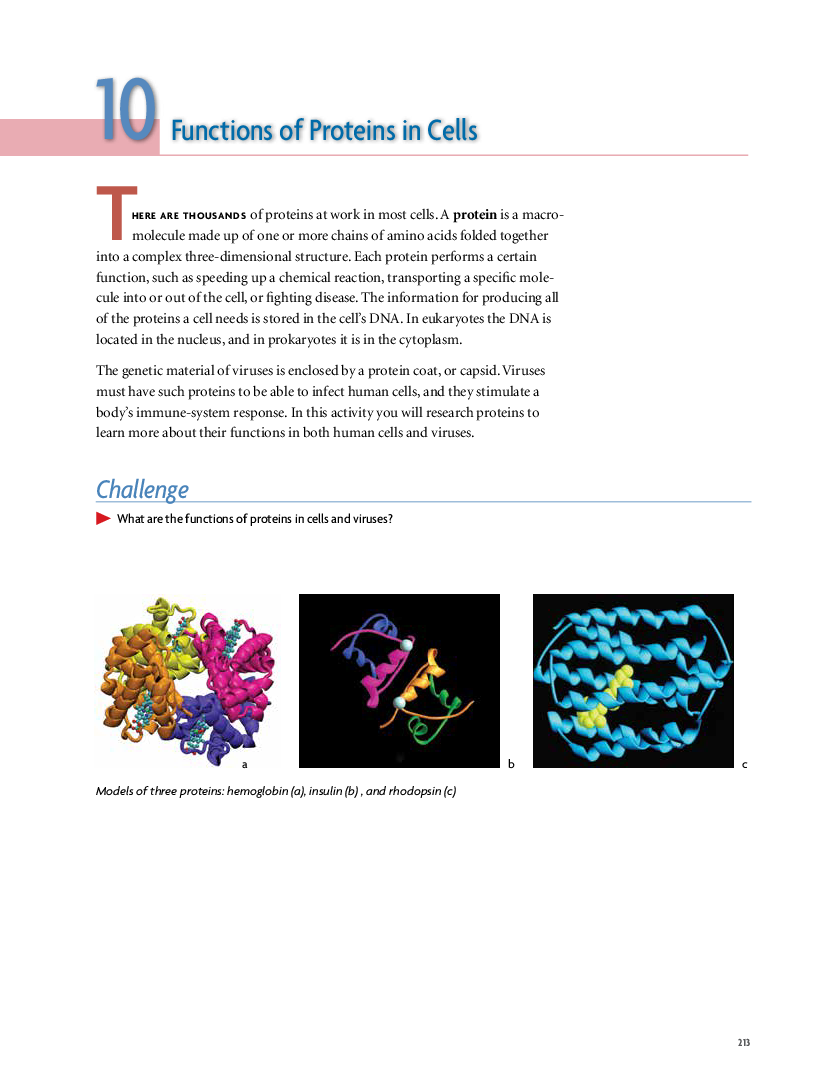 10 Functions of Proteins in Cells
THERE ARE THOUSANDS of proteins at work in most cells. A protein is a macro-
molecule made up of one or more chains of amino acids folded together
into a complex three-dimensional structure. Each protein performs a certain
function, such as speeding up a chemical reaction, transporting a specific mole-
cule into or out of the cell, or fighting disease. The information for producing all
of the proteins a cell needs is stored in the cell's DNA. In eukaryotes the DNA is
located in the nucleus, and in prokaryotes it is in the cytoplasm.
The genetic material of viruses is enclosed by a protein coat, or capsid. Viruses
must have such proteins to be able to infect human cells, and they stimulate a
body's immune-system response. In this activity you will research proteins to
learn more about their functions in both human cells and viruses.
Challenge
What are the functions of proteins in cells and viruses?
a
b
c
Models of three proteins: hemoglobin (a), insulin (b) , and rhodopsin (c)
213